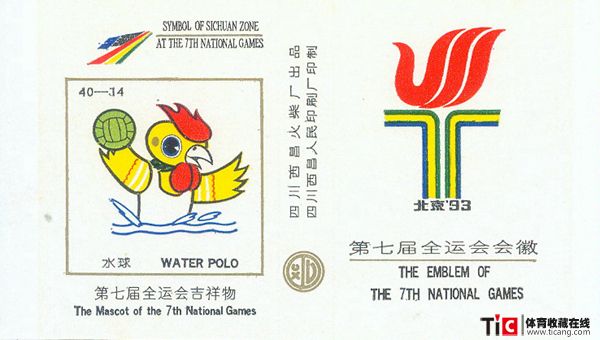 SYMBOL OF SICHUAN ZONE
AT THE 7TH NATIONAL GAMES
40—14
水球 WATER POLO
第七届全运会吉祥物
The Mascot of the 7th National Games
四川西昌火柴厂出品
四川西昌人民印刷厂印制
XC
北京'93
第七届全运会会徽
THE EMBLEM OF
THE 7TH NATIONAL GAMES
TiC 体育收藏在线
www.ticang.com